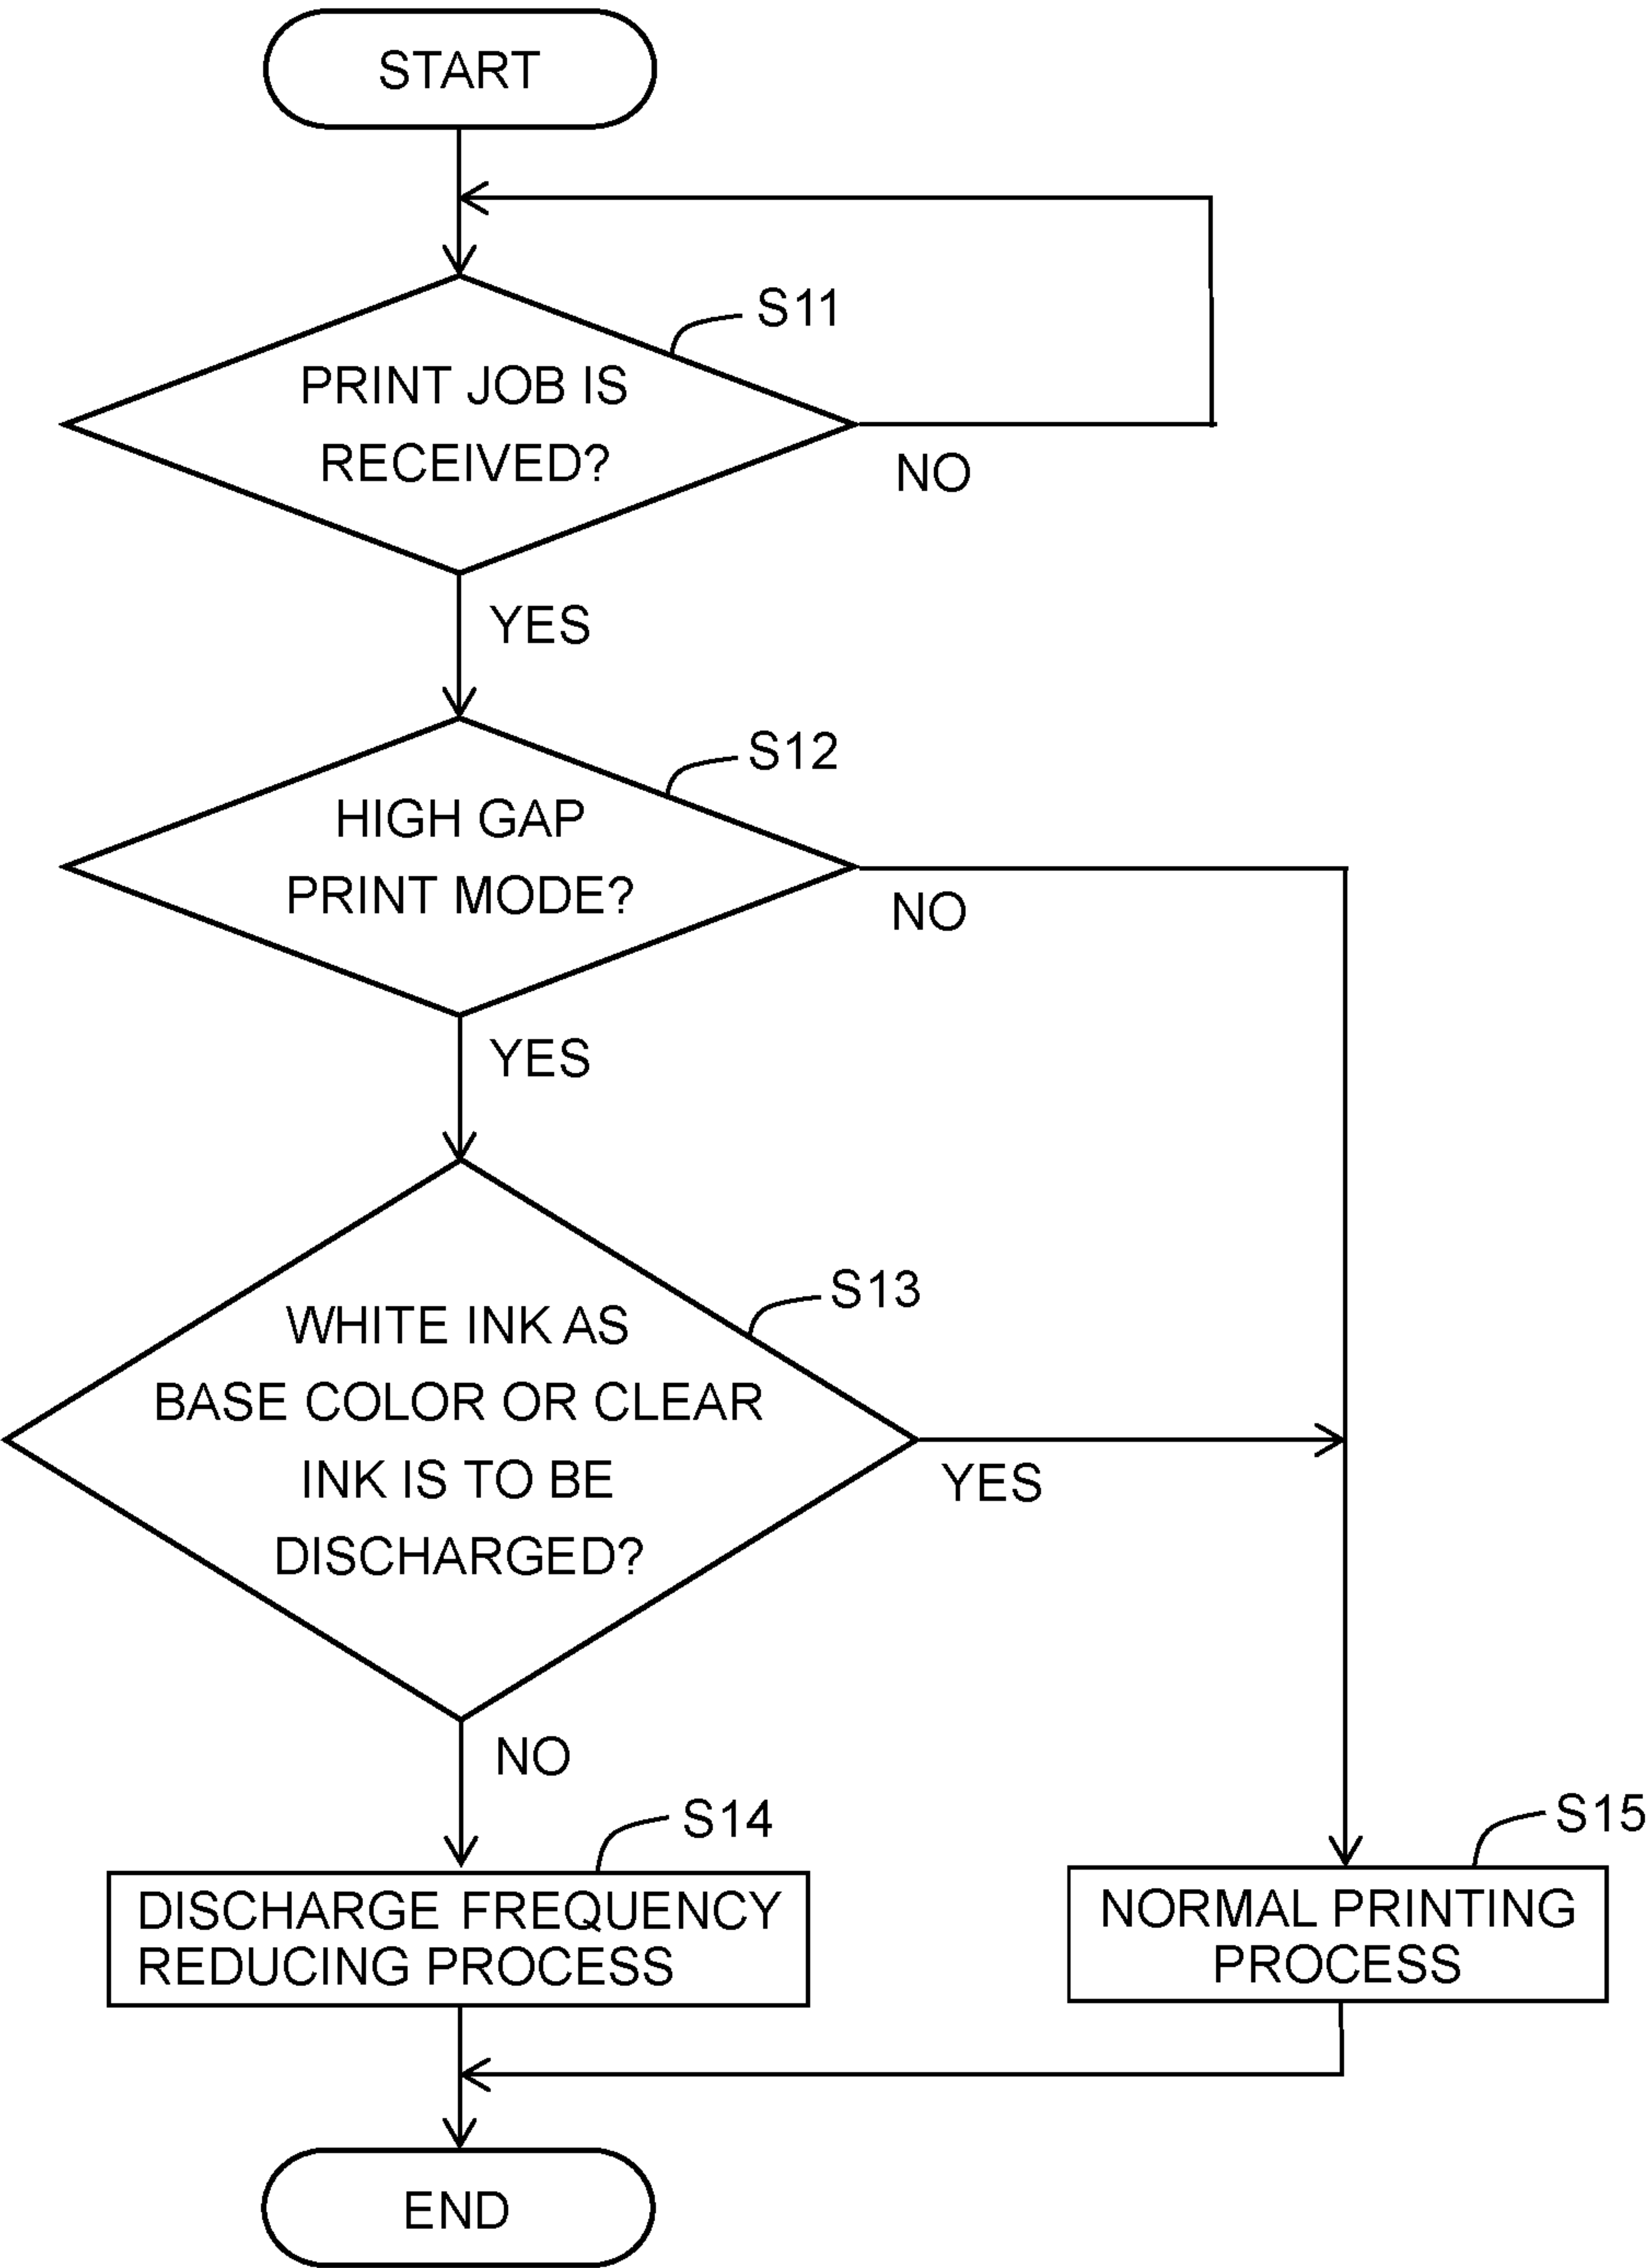 START
S11
PRINT JOB IS
RECEIVED?
NO
YES
S12
HIGH GAP
PRINT MODE?
NO
YES
S13
WHITE INK AS
BASE COLOR OR CLEAR
INK IS TO BE
DISCHARGED?
YES
NO
S14
DISCHARGE FREQUENCY
REDUCING PROCESS
S15
NORMAL PRINTING
PROCESS
END